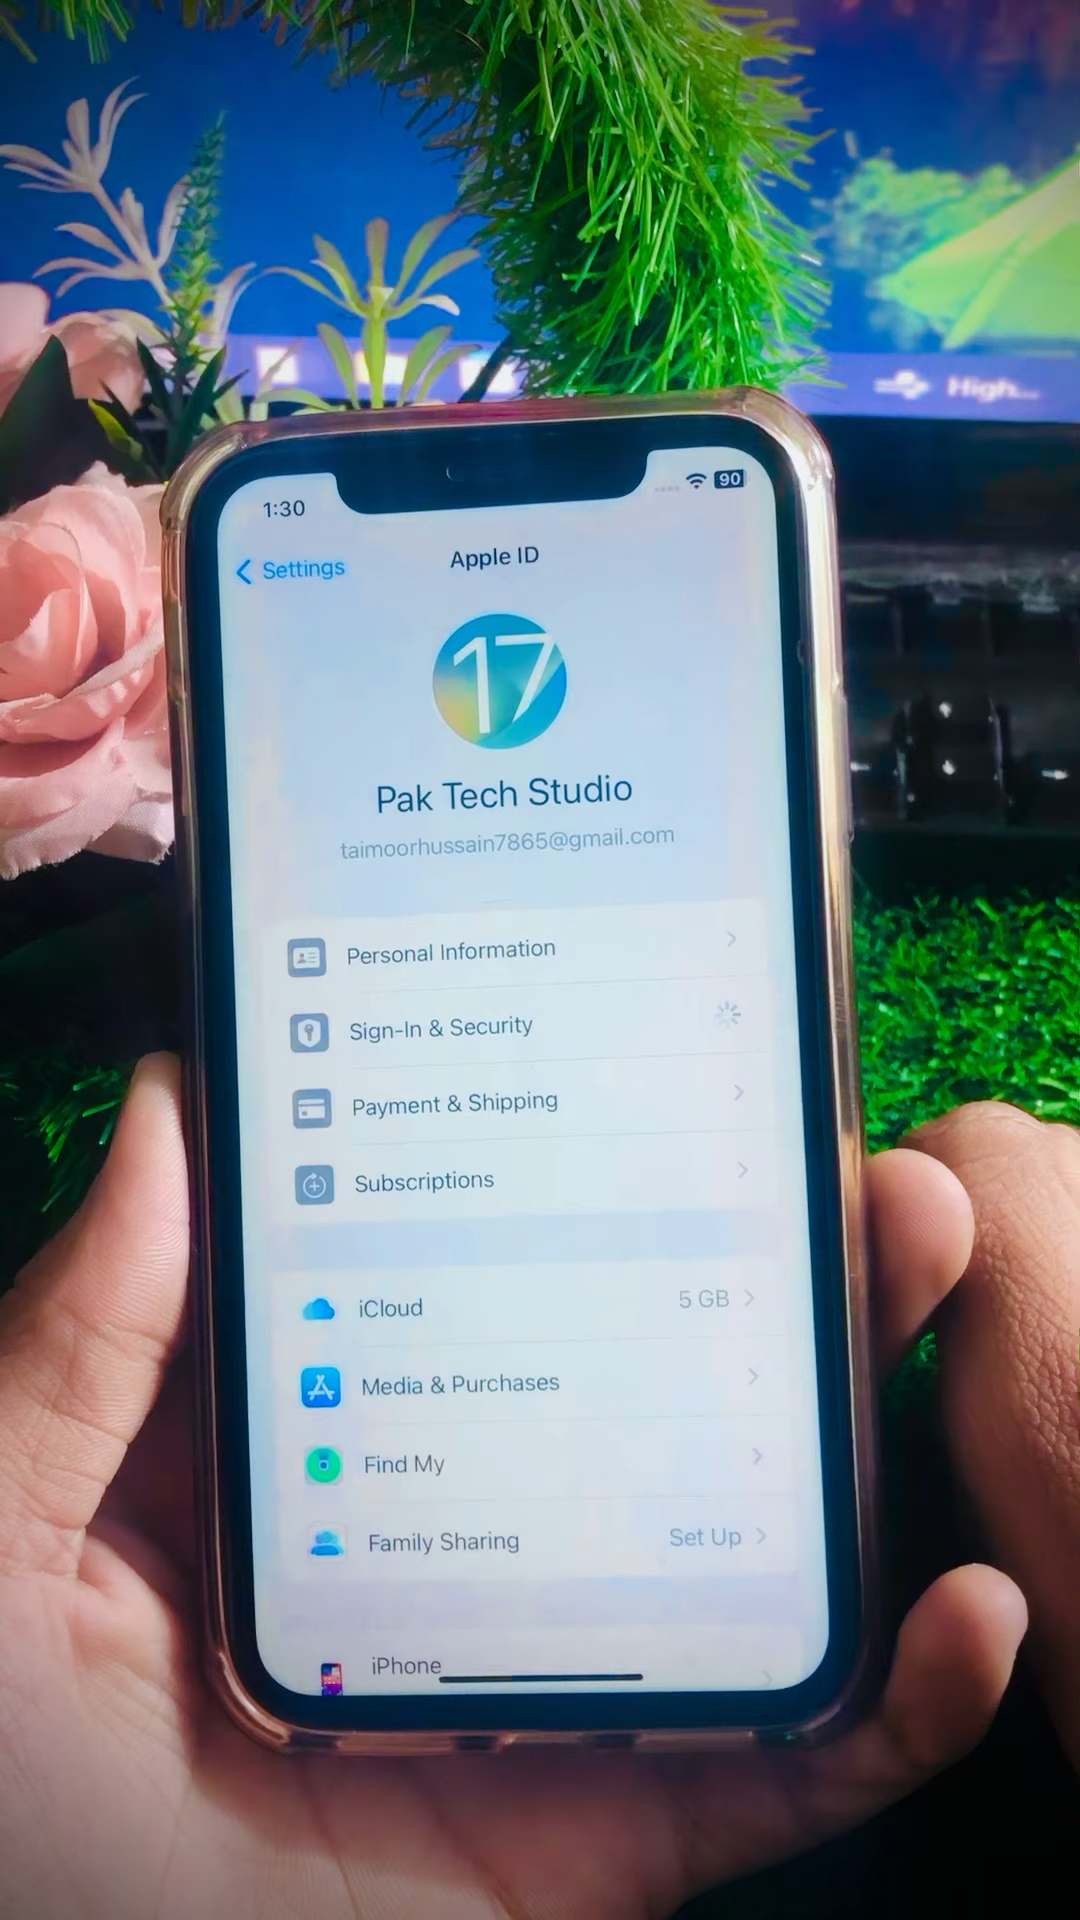 High...
1:30
90
Settings
Apple ID
17
Pak Tech Studio
taimoorhussain7865@gmail.com
Personal Information
Sign-In & Security
Payment & Shipping
Subscriptions
iCloud 5 GB
Media & Purchases
Find My
Family Sharing Set Up
iPhone